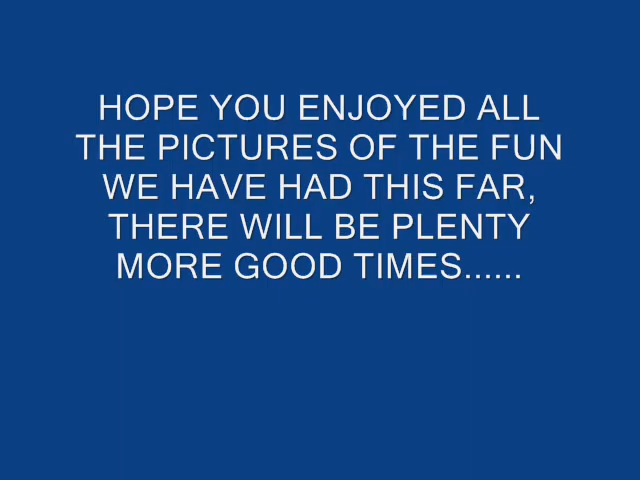 HOPE YOU ENJOYED ALL
THE PICTURES OF THE FUN
WE HAVE HAD THIS FAR,
THERE WILL BE PLENTY
MORE GOOD TIMES......